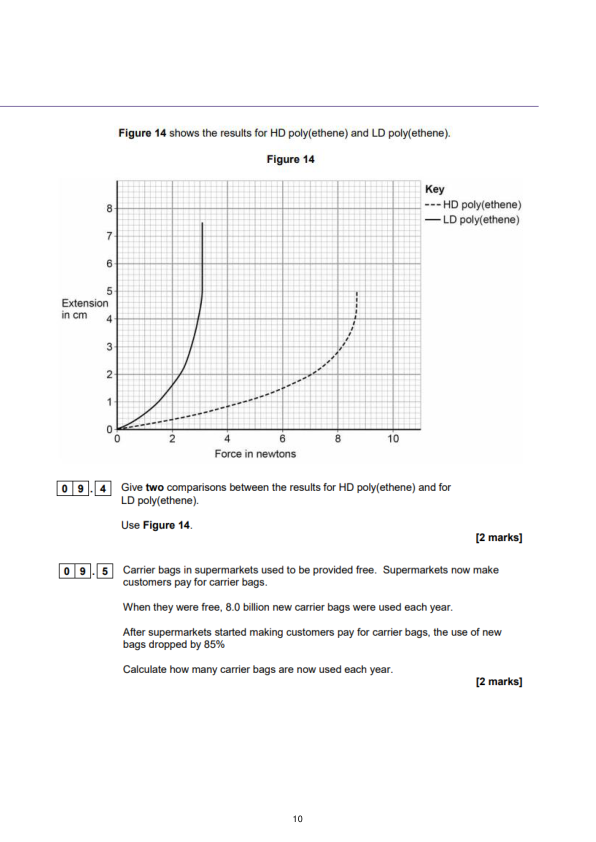 Figure 14 shows the results for HD poly(ethene) and LD poly(ethene).
Figure 14
Key
HD poly(ethene)
LD poly(ethene)
8
7
6
5
4
3
2
1
0
Extension
in cm
0 2 4 6 8 10
Force in newtons
0 9 . 4 Give two comparisons between the results for HD poly(ethene) and for
LD poly(ethene).
Use Figure 14.
[2 marks]
0 9 . 5 Carrier bags in supermarkets used to be provided free. Supermarkets now make
customers pay for carrier bags.
When they were free, 8.0 billion new carrier bags were used each year.
After supermarkets started making customers pay for carrier bags, the use of new
bags dropped by 85%
Calculate how many carrier bags are now used each year.
[2 marks]
10